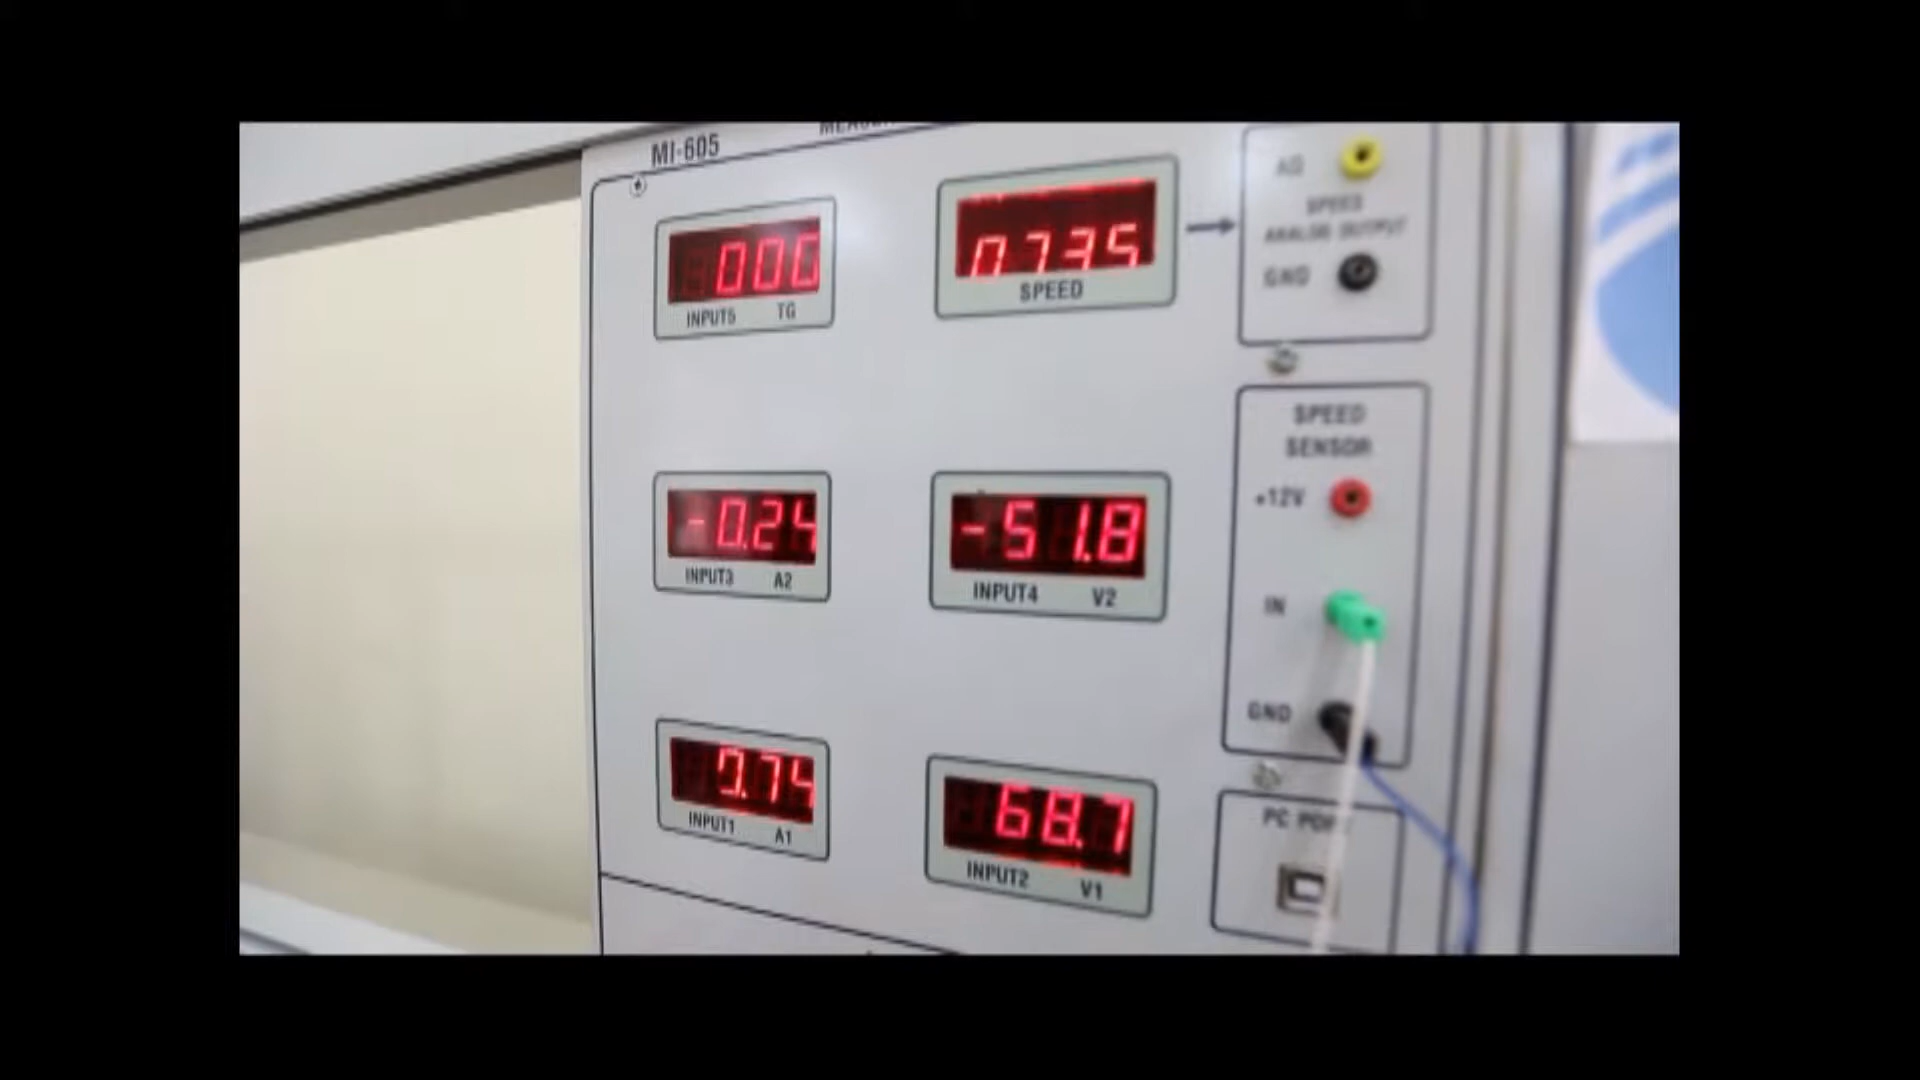 MI-605
000
INPUT5 TG
0735
SPEED
AO
SPEED
ANALOG OUTPUT
GND
-0.24
INPUT3 A2
-51.8
INPUT4 V2
SPEED
SENSOR
+12V
IN
GND
0.74
INPUT1 A1
68.7
INPUT2 V1
PC PORT